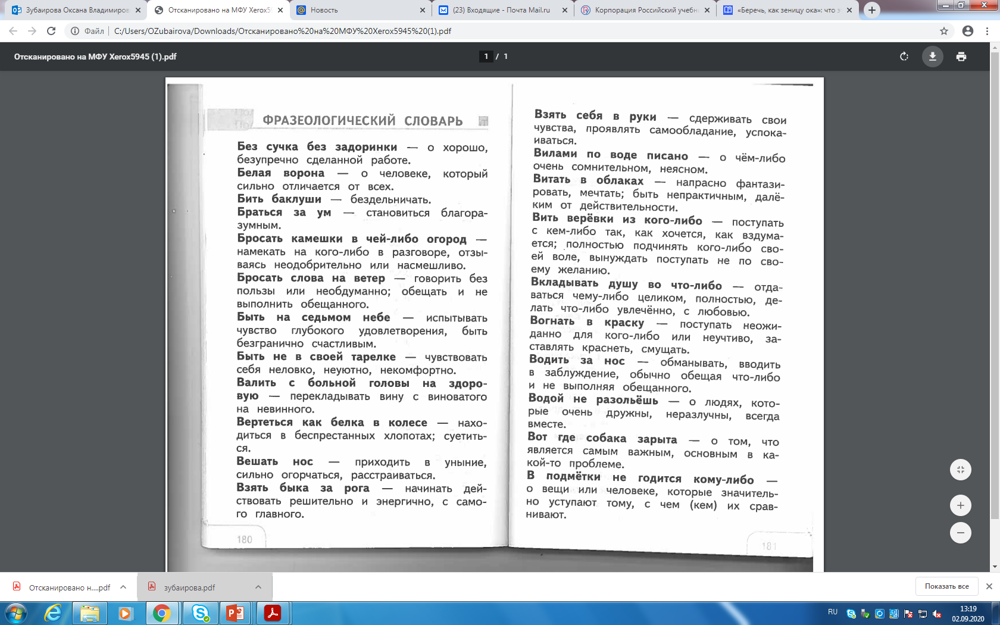 Зубаирова Оксана Владимиров
Отсканировано на МФУ Xerox59
Новость
(23) Входящие - Почта Mail.ru
Корпорация Российский учебн
«Беречь, как зеницу ока»: что э
Файл
C:/Users/OZubairova/Downloads/Отсканировано%20на%20МФУ%20Xerox5945%20(1).pdf
Отсканировано на МФУ Xerox5945 (1).pdf
1 / 1
ФРАЗЕОЛОГИЧЕСКИЙ СЛОВАРЬ
Без сучка без задоринки — о хорошо,
безупречно сделанной работе.
Белая ворона — о человеке, который
сильно отличается от всех.
Бить баклуши — бездельничать.
Браться за ум — становиться благора-
зумным.
Бросать камешки в чей-либо огород —
намекать на кого-либо в разговоре, отзы-
ваясь неодобрительно или насмешливо.
Бросать слова на ветер — говорить без
пользы или необдуманно; обещать и не
выполнить обещанного.
Быть на седьмом небе — испытывать
чувство глубокого удовлетворения, быть
безгранично счастливым.
Быть не в своей тарелке — чувствовать
себя неловко, неуютно, некомфортно.
Валить с больной головы на здоро-
вую — перекладывать вину с виноватого
на невинного.
Вертеться как белка в колесе — нахо-
диться в беспрестанных хлопотах; суетить-
ся.
Вешать нос — приходить в уныние,
сильно огорчаться, расстраиваться.
Взять быка за рога — начинать дей-
ствовать решительно и энергично, с само-
го главного.
180
Взять себя в руки — сдерживать свои
чувства, проявлять самообладание, успока-
иваться.
Вилами по воде писано — о чём-либо
очень сомнительном, неясном.
Витать в облаках — напрасно фантази-
ровать, мечтать; быть непрактичным, далё-
ким от действительности.
Вить верёвки из кого-либо — поступать
с кем-либо так, как хочется, как вздума-
ется; полностью подчинять кого-либо сво-
ей воле, вынуждать поступать не по сво-
ему желанию.
Вкладывать душу во что-либо — отда-
ваться чему-либо целиком, полностью, де-
лать что-либо увлечённо, с любовью.
Вогнать в краску — поступать неожи-
данно для кого-либо или неучтиво, за-
ставлять краснеть, смущать.
Водить за нос — обманывать, вводить
в заблуждение, обычно обещая что-либо
и не выполняя обещанного.
Водой не разольёшь — о людях, кото-
рые очень дружны, неразлучны, всегда
вместе.
Вот где собака зарыта — о том, что
является самым важным, основным в ка-
кой-то проблеме.
В подмётки не годится кому-либо —
о вещи или человеке, которые значитель-
но уступают тому, с чем (кем) их срав-
нивают.
181
Отсканировано н....pdf
зубаирова.pdf
Показать все
RU
13:19
02.09.2020